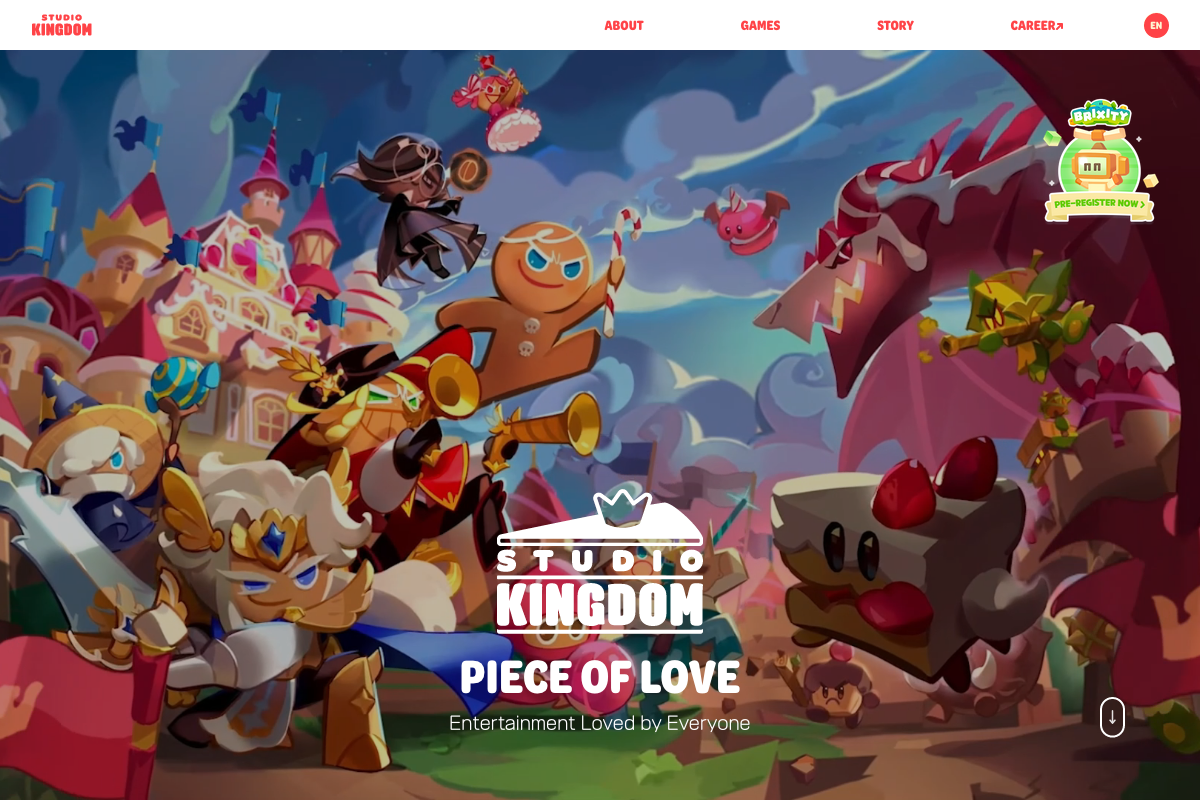 STUDIO
KINGDOM
ABOUT
GAMES
STORY
CAREER↗
EN
BRIXITY
PRE-REGISTER NOW >
STUDIO
KINGDOM
PIECE OF LOVE
Entertainment Loved by Everyone